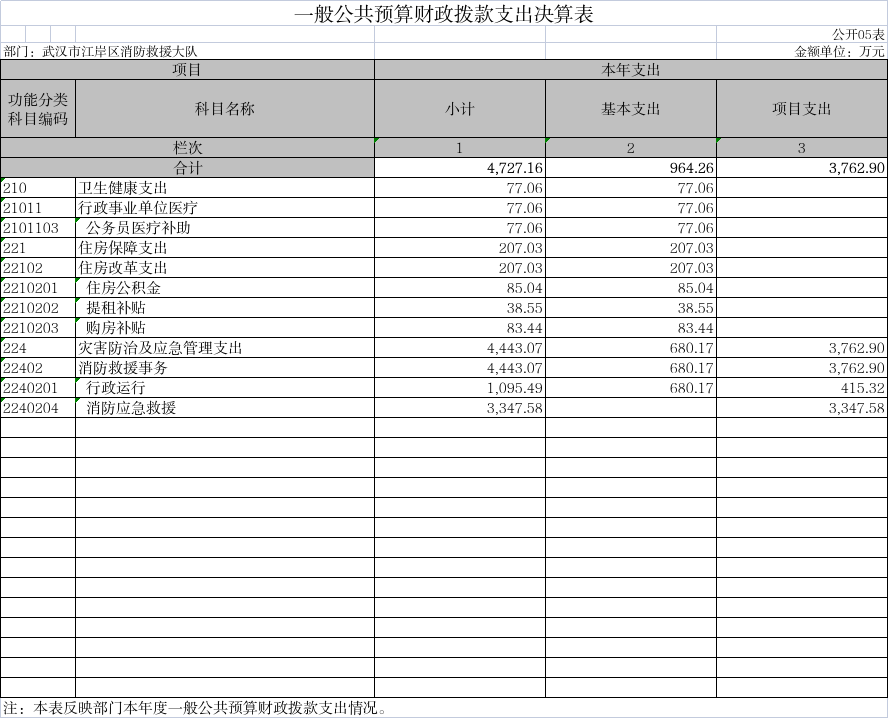 一般公共预算财政拨款支出决算表
公开05表
部门：武汉市江岸区消防救援大队 金额单位：万元
项目 本年支出
功能分类科目编码 科目名称 小计 基本支出 项目支出
栏次 1 2 3
合计 4,727.16 964.26 3,762.90
210 卫生健康支出 77.06 77.06
21011 行政事业单位医疗 77.06 77.06
2101103 公务员医疗补助 77.06 77.06
221 住房保障支出 207.03 207.03
22102 住房改革支出 207.03 207.03
2210201 住房公积金 85.04 85.04
2210202 提租补贴 38.55 38.55
2210203 购房补贴 83.44 83.44
224 灾害防治及应急管理支出 4,443.07 680.17 3,762.90
22402 消防救援事务 4,443.07 680.17 3,762.90
2240201 行政运行 1,095.49 680.17 415.32
2240204 消防应急救援 3,347.58 3,347.58
注：本表反映部门本年度一般公共预算财政拨款支出情况。